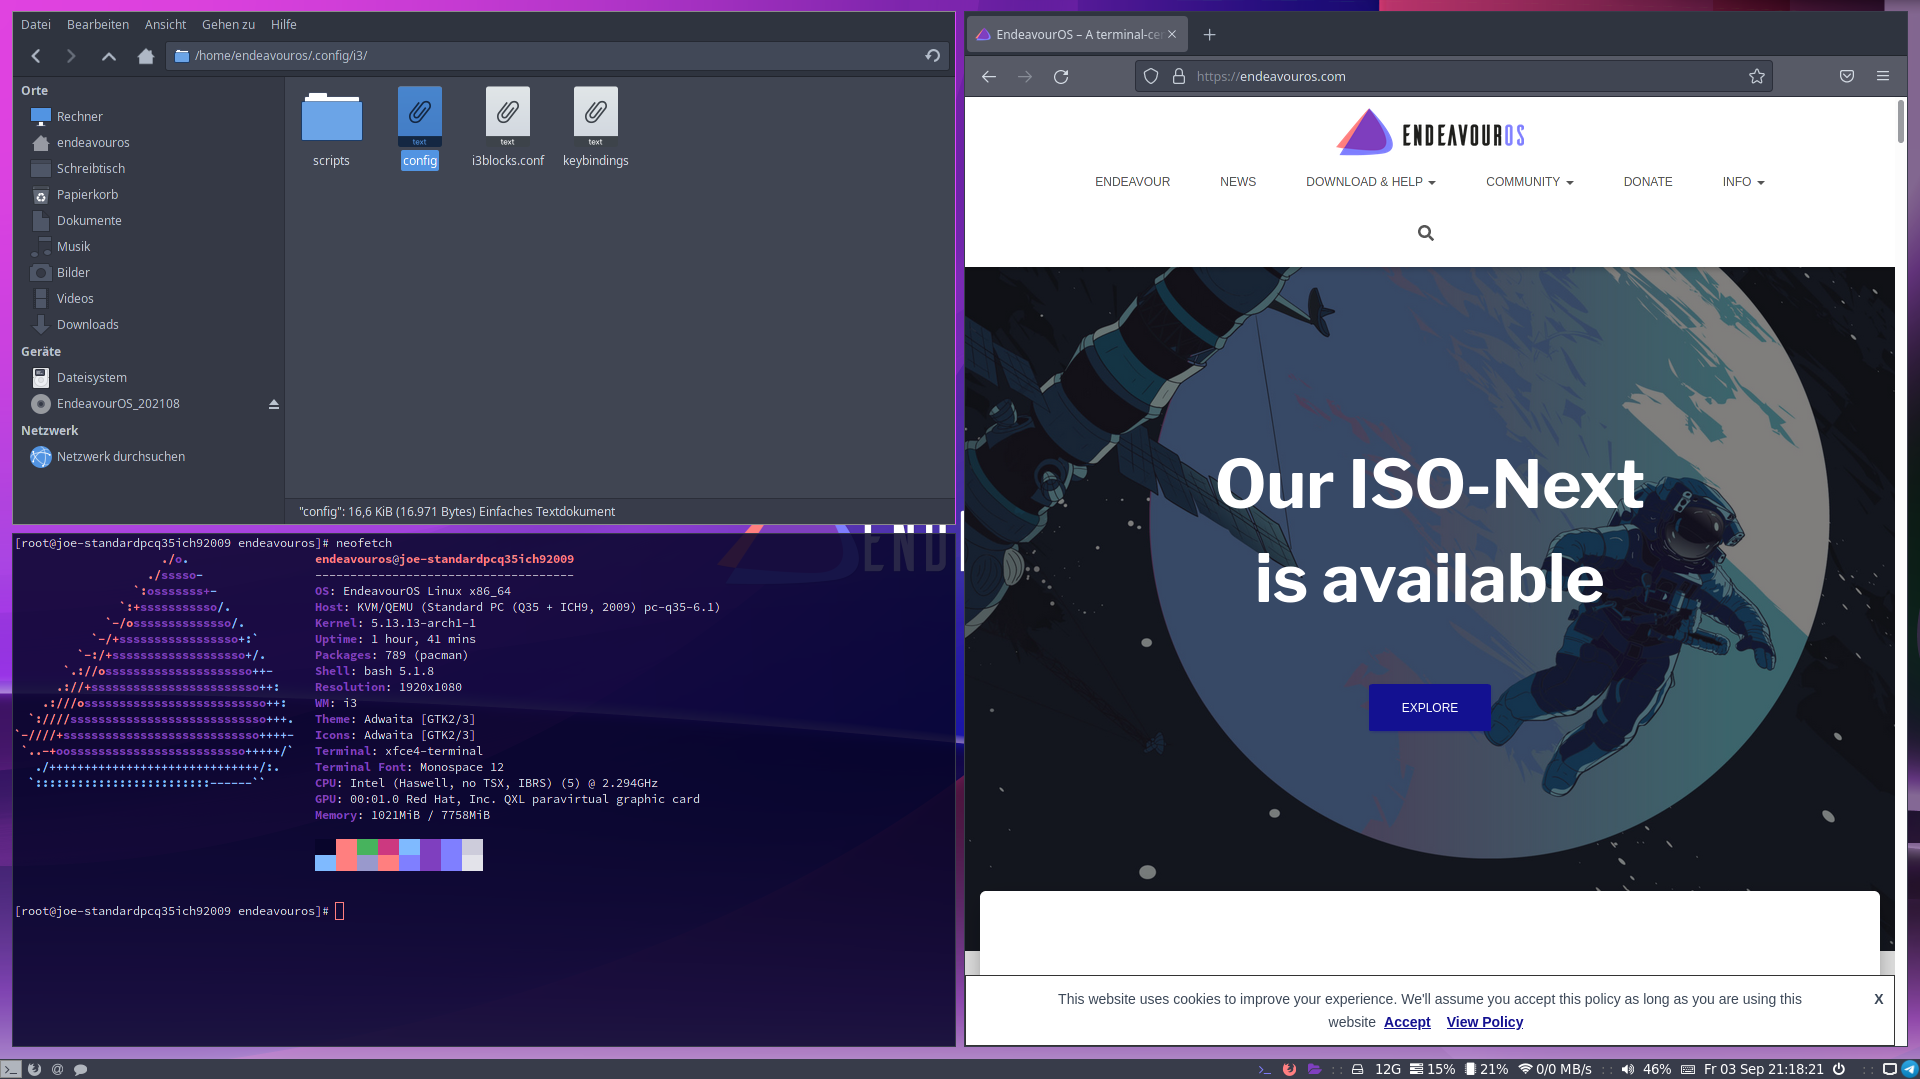 Datei Bearbeiten Ansicht Gehen zu Hilfe
/home/endeavouros/.config/i3/
Orte
Rechner
endeavouros
Schreibtisch
Papierkorb
Dokumente
Musik
Bilder
Videos
Downloads
Geräte
Dateisystem
EndeavourOS_202108
Netzwerk
Netzwerk durchsuchen
scripts
text
config
text
i3blocks.conf
text
keybindings
"config": 16,6 KiB (16.971 Bytes) Einfaches Textdokument
[root@joe-standardpcq35ich92009 endeavouros]# neofetch
endeavouros@joe-standardpcq35ich92009
-------------------------------------
OS: EndeavourOS Linux x86_64
Host: KVM/QEMU (Standard PC (Q35 + ICH9, 2009) pc-q35-6.1)
Kernel: 5.13.13-arch1-1
Uptime: 1 hour, 41 mins
Packages: 789 (pacman)
Shell: bash 5.1.8
Resolution: 1920x1080
WM: i3
Theme: Adwaita [GTK2/3]
Icons: Adwaita [GTK2/3]
Terminal: xfce4-terminal
Terminal Font: Monospace 12
CPU: Intel (Haswell, no TSX, IBRS) (5) @ 2.294GHz
GPU: 00:01.0 Red Hat, Inc. QXL paravirtual graphic card
Memory: 1021MiB / 7758MiB
[root@joe-standardpcq35ich92009 endeavouros]#
END
EndeavourOS – A terminal-cen
https://endeavouros.com
ENDEAVOUROS
ENDEAVOUR NEWS DOWNLOAD & HELP COMMUNITY DONATE INFO
Our ISO-Next
is available
EXPLORE
This website uses cookies to improve your experience. We'll assume you accept this policy as long as you are using this
website Accept View Policy
X
12G 15% 21% 0/0 MB/s :: 46% Fr 03 Sep 21:18:21